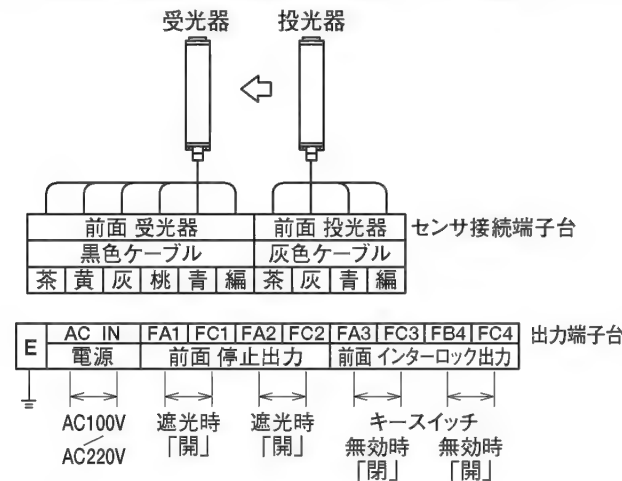 受光器 投光器
前面 受光器 前面 投光器 センサ接続端子台
黒色ケーブル 灰色ケーブル
茶 黄 灰 桃 青 編 茶 灰 青 編
E AC IN FA1 FC1 FA2 FC2 FA3 FC3 FB4 FC4 出力端子台
電源 前面 停止出力 前面 インターロック出力
AC100V 遮光時 遮光時 キースイッチ
／ 「開」 「開」 無効時 無効時
AC220V 「閉」 「開」